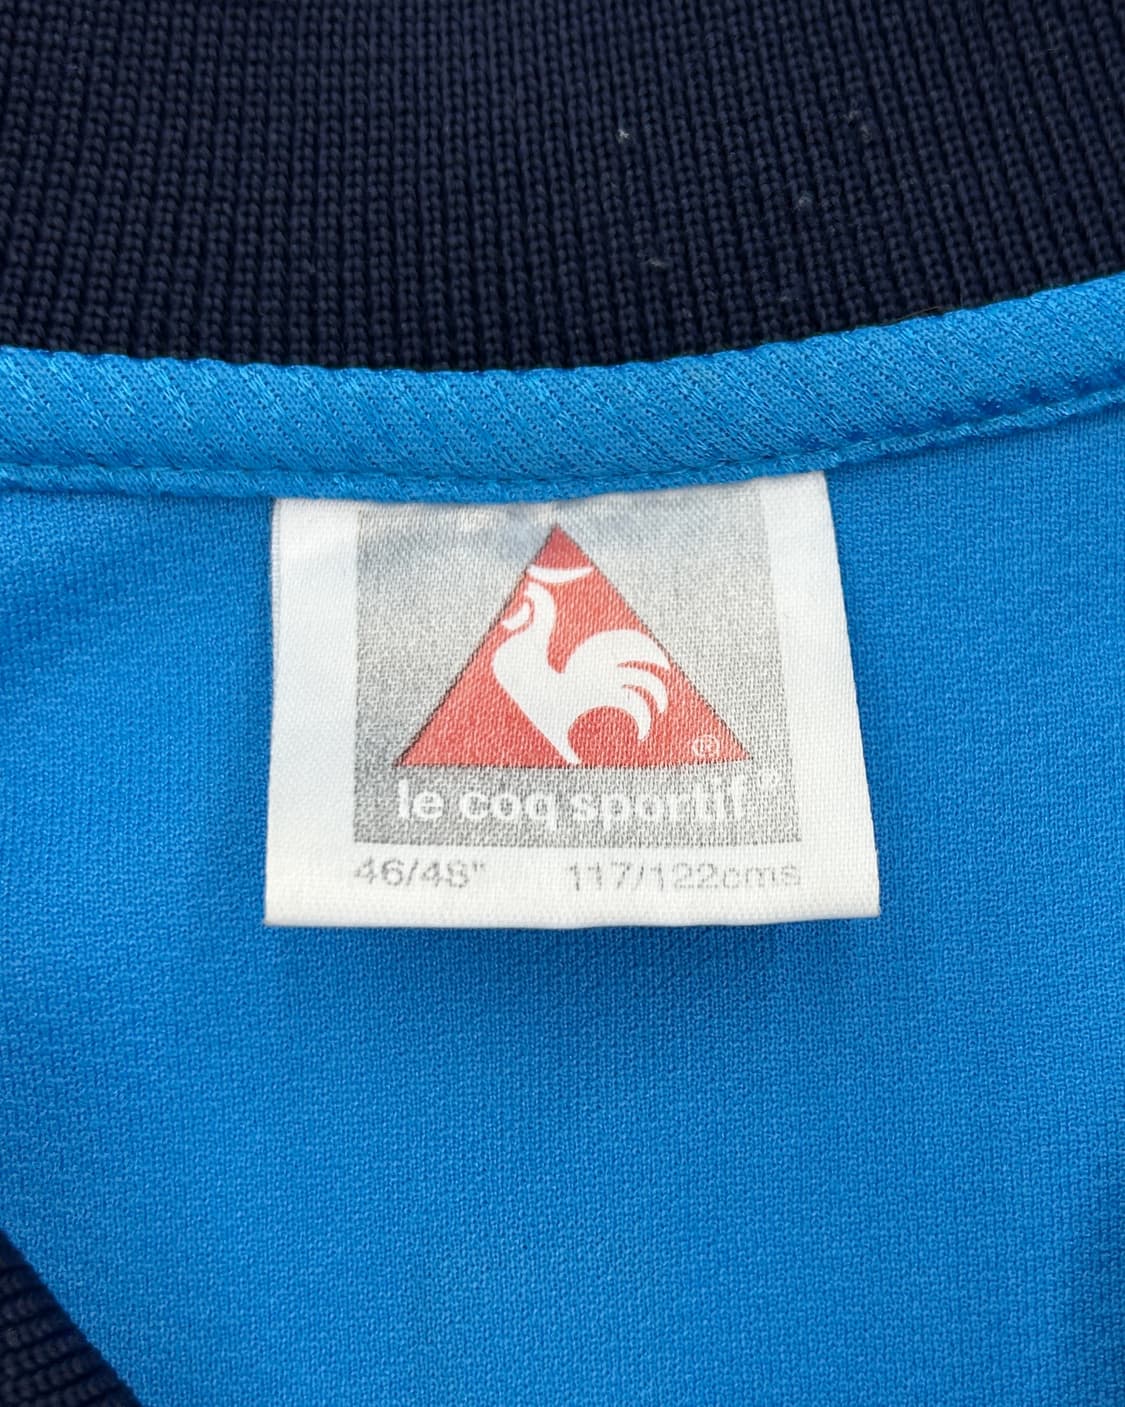 ®
le coq sportif®
46/48" 117/122cms